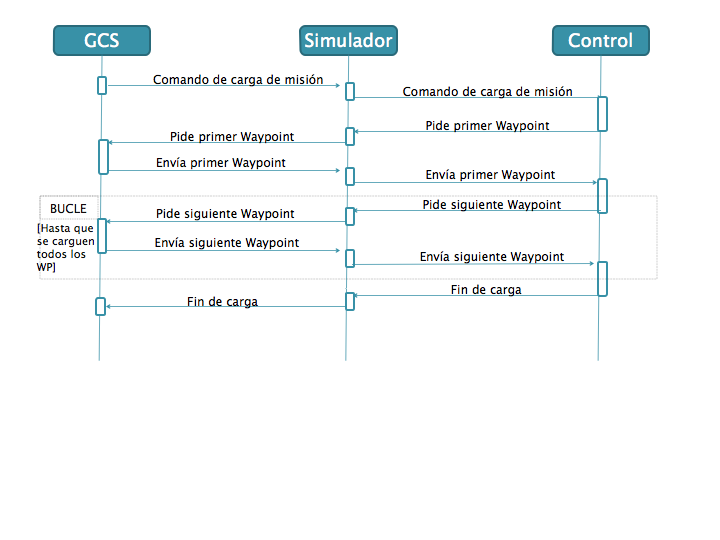 GCS
Simulador
Control
Comando de carga de misión
Comando de carga de misión
Pide primer Waypoint
Pide primer Waypoint
Envía primer Waypoint
Envía primer Waypoint
BUCLE
[Hasta que
se carguen
todos los
WP]
Pide siguiente Waypoint
Pide siguiente Waypoint
Envía siguiente Waypoint
Envía siguiente Waypoint
Fin de carga
Fin de carga